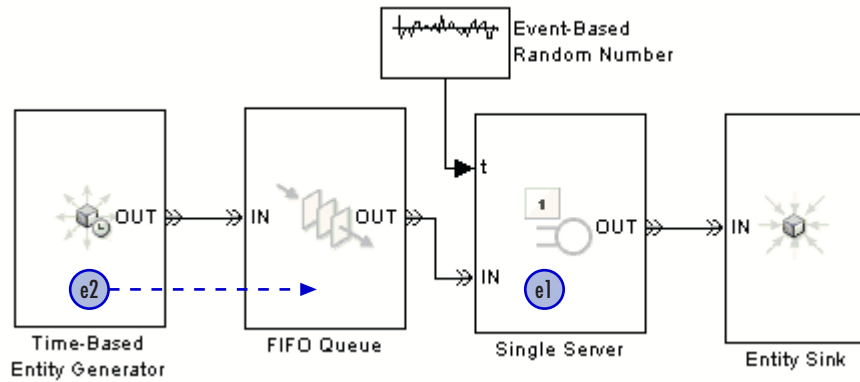 Event-Based
Random Number
OUT
IN
OUT
t
IN
1
OUT
IN
e2
e1
Time-Based
Entity Generator
FIFO Queue
Single Server
Entity Sink